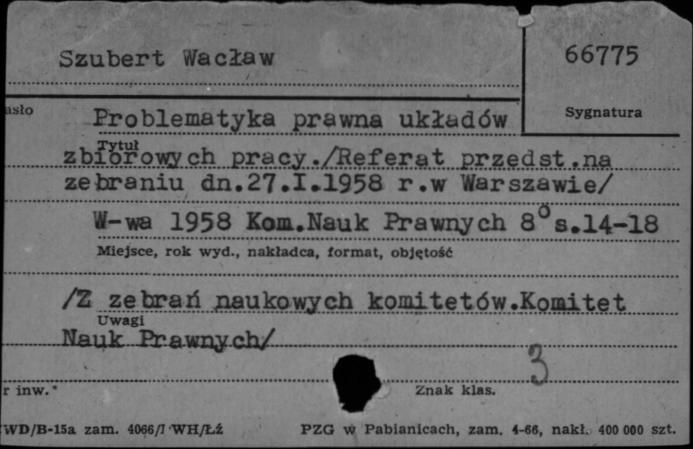 Szubert Wacław
66775
asło
Sygnatura
Problematyka prawna układów
Tytuł
zbiorowych pracy./Referat przedst.na
zebraniu dn.27.I.1958 r.w Warszawie/
W-wa 1958 Kom.Nauk Prawnych 8° s.14-18
Miejsce, rok wyd., nakładca, format, objętość
/Z zebrań naukowych komitetów.Komitet
Uwagi
Nauk Prawnych/
3
r inw.
Znak klas.
WD/B-15a zam. 4066/I WH/Łź
PZG w Pabianicach, zam. 4-66, nakł. 400 000 szt.